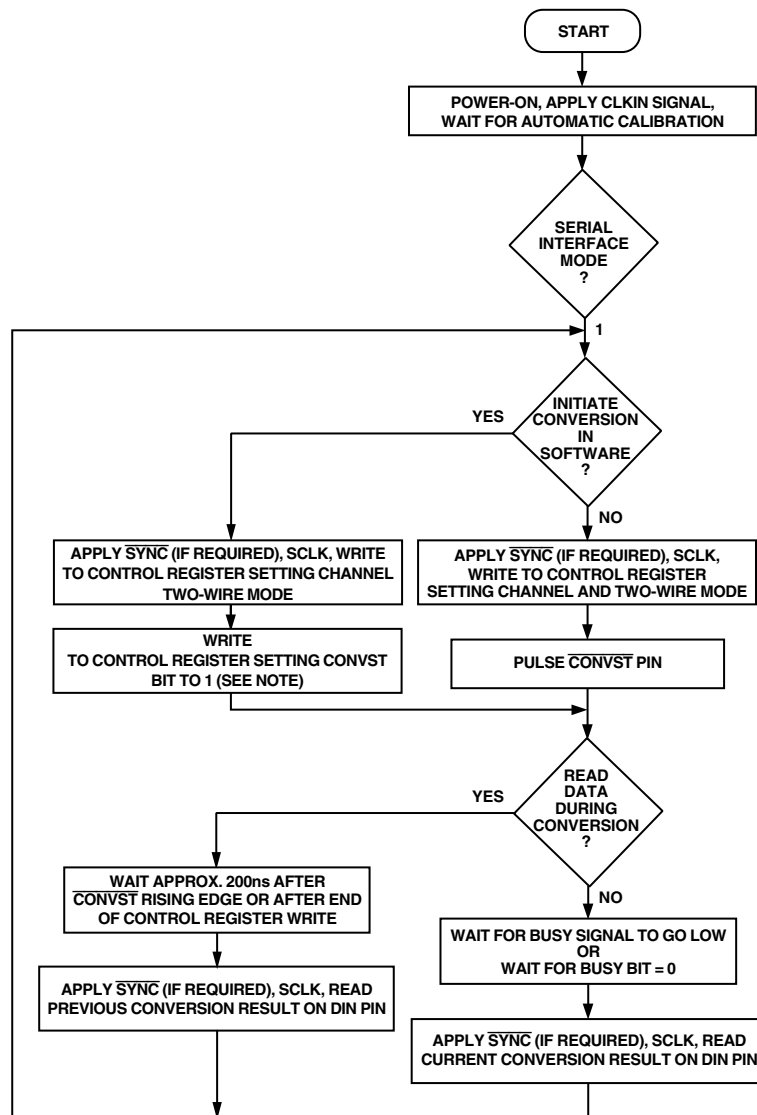 START
POWER-ON, APPLY CLKIN SIGNAL,
WAIT FOR AUTOMATIC CALIBRATION
SERIAL
INTERFACE
MODE
?
1
INITIATE
CONVERSION
IN
SOFTWARE
?
YES
NO
APPLY SYNC (IF REQUIRED), SCLK, WRITE
TO CONTROL REGISTER SETTING CHANNEL
TWO-WIRE MODE
APPLY SYNC (IF REQUIRED), SCLK,
WRITE TO CONTROL REGISTER
SETTING CHANNEL AND TWO-WIRE MODE
WRITE
TO CONTROL REGISTER SETTING CONVST
BIT TO 1 (SEE NOTE)
PULSE CONVST PIN
READ
DATA
DURING
CONVERSION
?
YES
NO
WAIT APPROX. 200ns AFTER
CONVST RISING EDGE OR AFTER END
OF CONTROL REGISTER WRITE
WAIT FOR BUSY SIGNAL TO GO LOW
OR
WAIT FOR BUSY BIT = 0
APPLY SYNC (IF REQUIRED), SCLK, READ
PREVIOUS CONVERSION RESULT ON DIN PIN
APPLY SYNC (IF REQUIRED), SCLK, READ
CURRENT CONVERSION RESULT ON DIN PIN